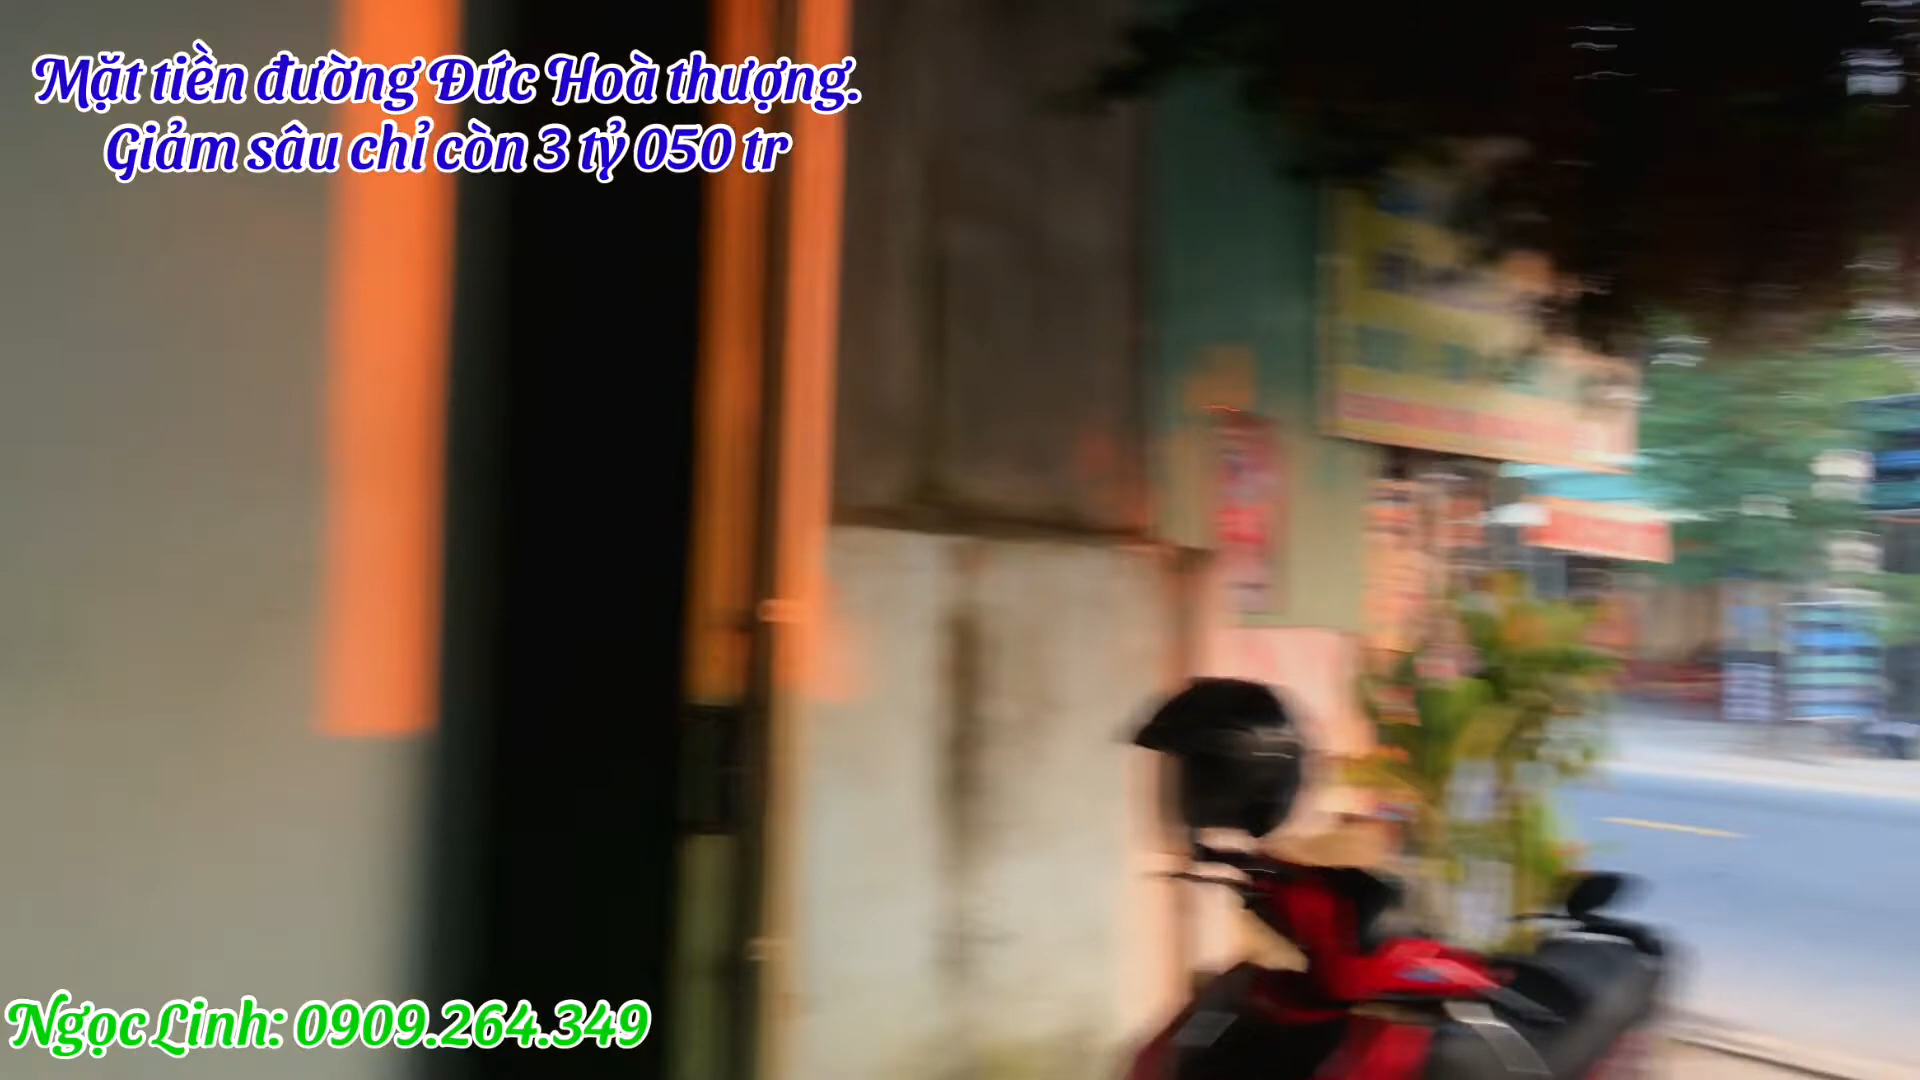 Mặt tiền đường Đức Hoà thượng.
Giảm sâu chỉ còn 3 tỷ 050 tr
Ngọc Linh: 0909.264.349